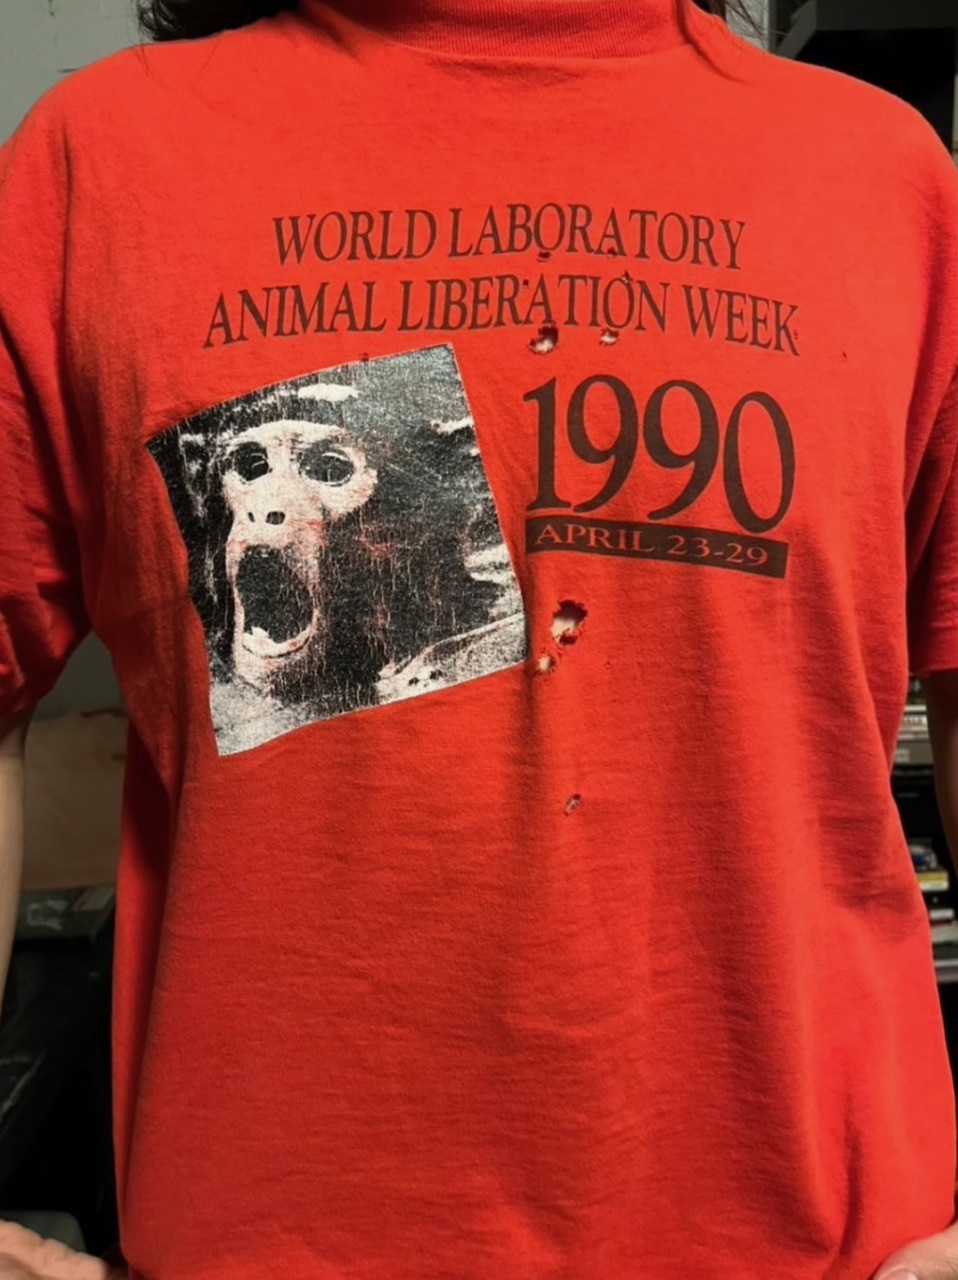 WORLD LABORATORY
ANIMAL LIBERATION WEEK
1990
APRIL 23-29